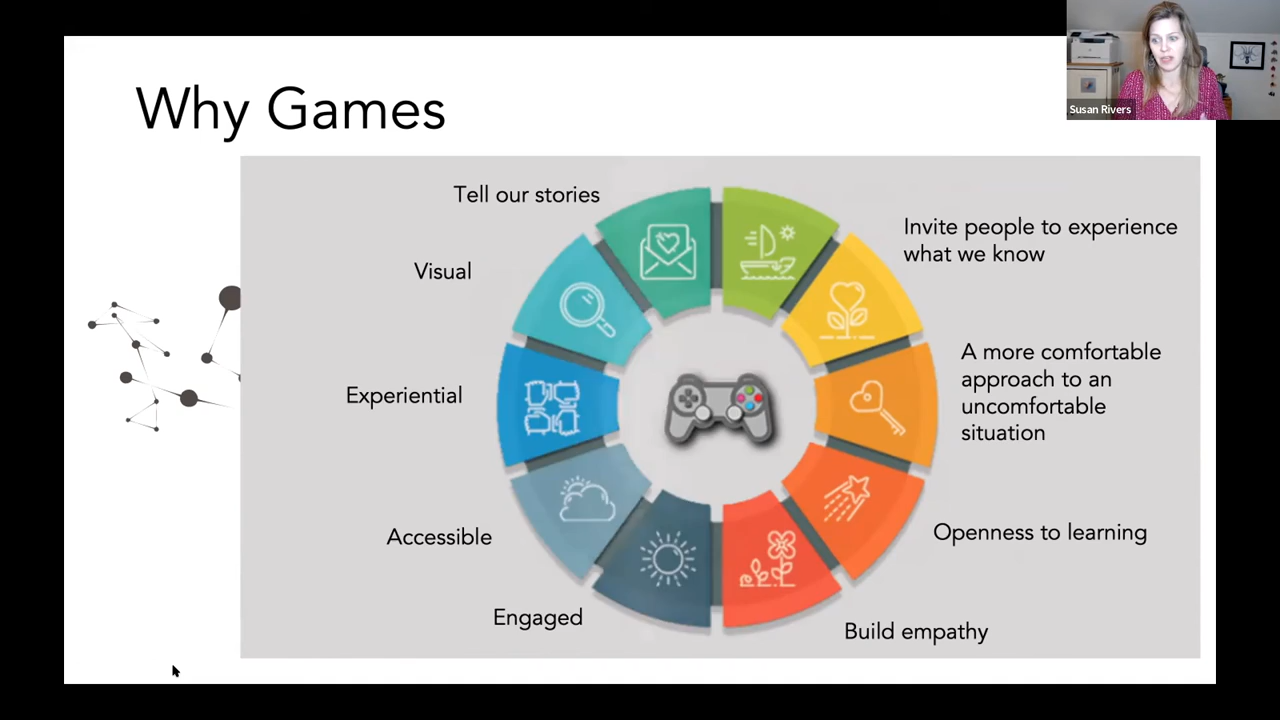 Why Games
Susan Rivers
Tell our stories
Invite people to experience
what we know
Visual
A more comfortable
approach to an
uncomfortable
situation
Experiential
Openness to learning
Accessible
Engaged
Build empathy